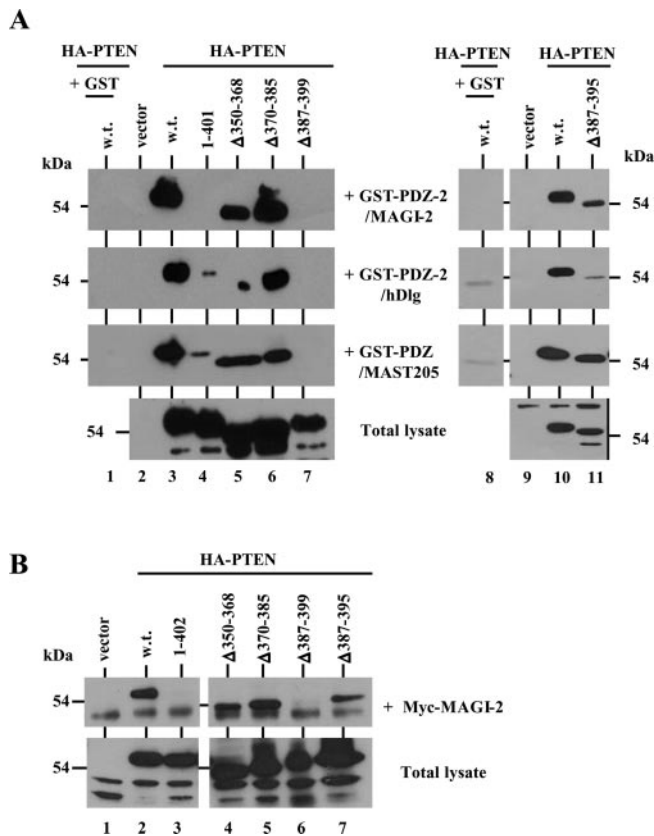 A
HA-PTEN HA-PTEN HA-PTEN HA-PTEN
+ GST + GST
w.t. vector w.t. 1-401 Δ350-368 Δ370-385 Δ387-399 w.t. vector w.t. Δ387-395
kDa kDa
54 + GST-PDZ-2 /MAGI-2 54
54 + GST-PDZ-2 /hDlg 54
54 + GST-PDZ /MAST205 54
54 Total lysate 54
1 2 3 4 5 6 7 8 9 10 11
B
HA-PTEN
vector w.t. 1-402 Δ350-368 Δ370-385 Δ387-399 Δ387-395
kDa
54 + Myc-MAGI-2
54 Total lysate
1 2 3 4 5 6 7